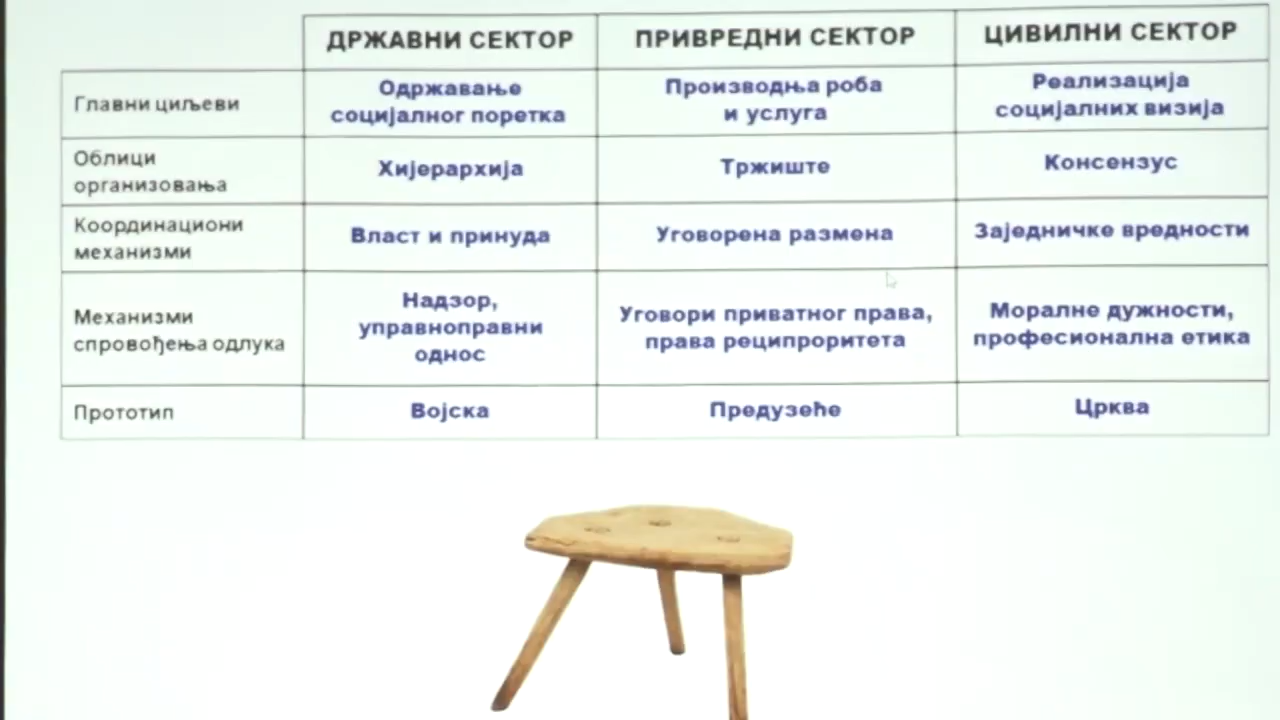 ДРЖАВНИ СЕКТОР ПРИВРЕДНИ СЕКТОР ЦИВИЛНИ СЕКТОР
Главни циљеви
Одржавање
социјалног поретка
Производња роба
и услуга
Реализација
социјалних визија
Облици
организовања
Хијерархија
Тржиште
Консензус
Координациони
механизми
Власт и принуда
Уговорена размена
Заједничке вредности
Механизми
спровођења одлука
Надзор,
управноправни
однос
Уговори приватног права,
права реципроритета
Моралне дужности,
професионална етика
Прототип
Војска
Предузеће
Црква